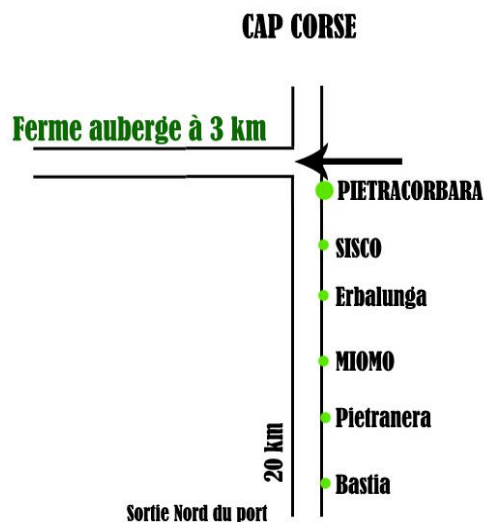 CAP CORSE
Ferme auberge à 3 km
PIETRACORBARA
SISCO
Erbalunga
MIOMO
Pietranera
20 km
Bastia
Sortie Nord du port